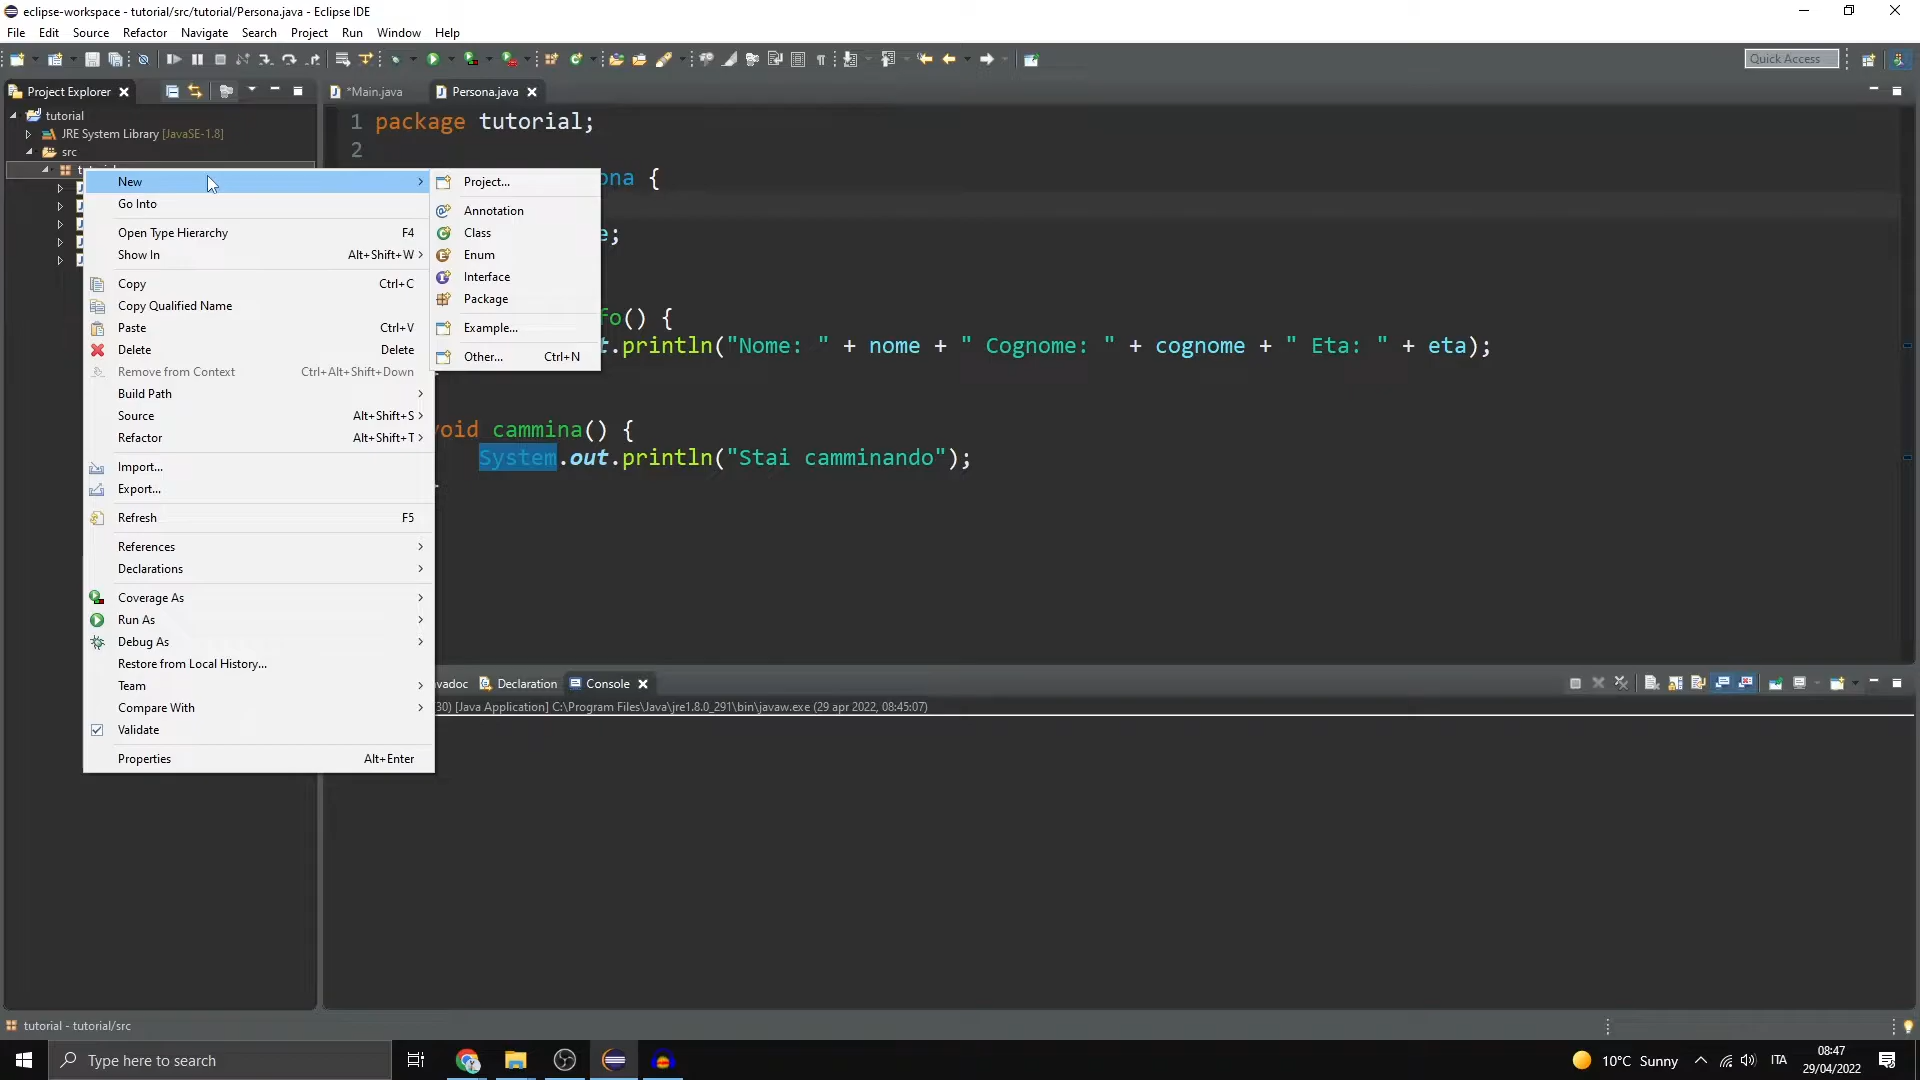 eclipse-workspace - tutorial/src/tutorial/Persona.java - Eclipse IDE
File Edit Source Refactor Navigate Search Project Run Window Help
Quick Access
Project Explorer
*Main.java
Persona.java
tutorial
JRE System Library [JavaSE-1.8]
src
New
Go Into
Open Type Hierarchy F4
Show In Alt+Shift+W
Copy Ctrl+C
Copy Qualified Name
Paste Ctrl+V
Delete Delete
Remove from Context Ctrl+Alt+Shift+Down
Build Path
Source Alt+Shift+S
Refactor Alt+Shift+T
Import...
Export...
Refresh F5
References
Declarations
Coverage As
Run As
Debug As
Restore from Local History...
Team
Compare With
Validate
Properties Alt+Enter
Project...
Annotation
Class
Enum
Interface
Package
Example...
Other... Ctrl+N
1 package tutorial;
2
ona {
e;
fo() {
t.println("Nome: " + nome + " Cognome: " + cognome + " Eta: " + eta);
void cammina() {
System.out.println("Stai camminando");
vadoc Declaration Console
30) [Java Application] C:\Program Files\Java\jre1.8.0_291\bin\javaw.exe (29 apr 2022, 08:45:07)
tutorial - tutorial/src
Type here to search
10°C Sunny
ITA
08:47
29/04/2022